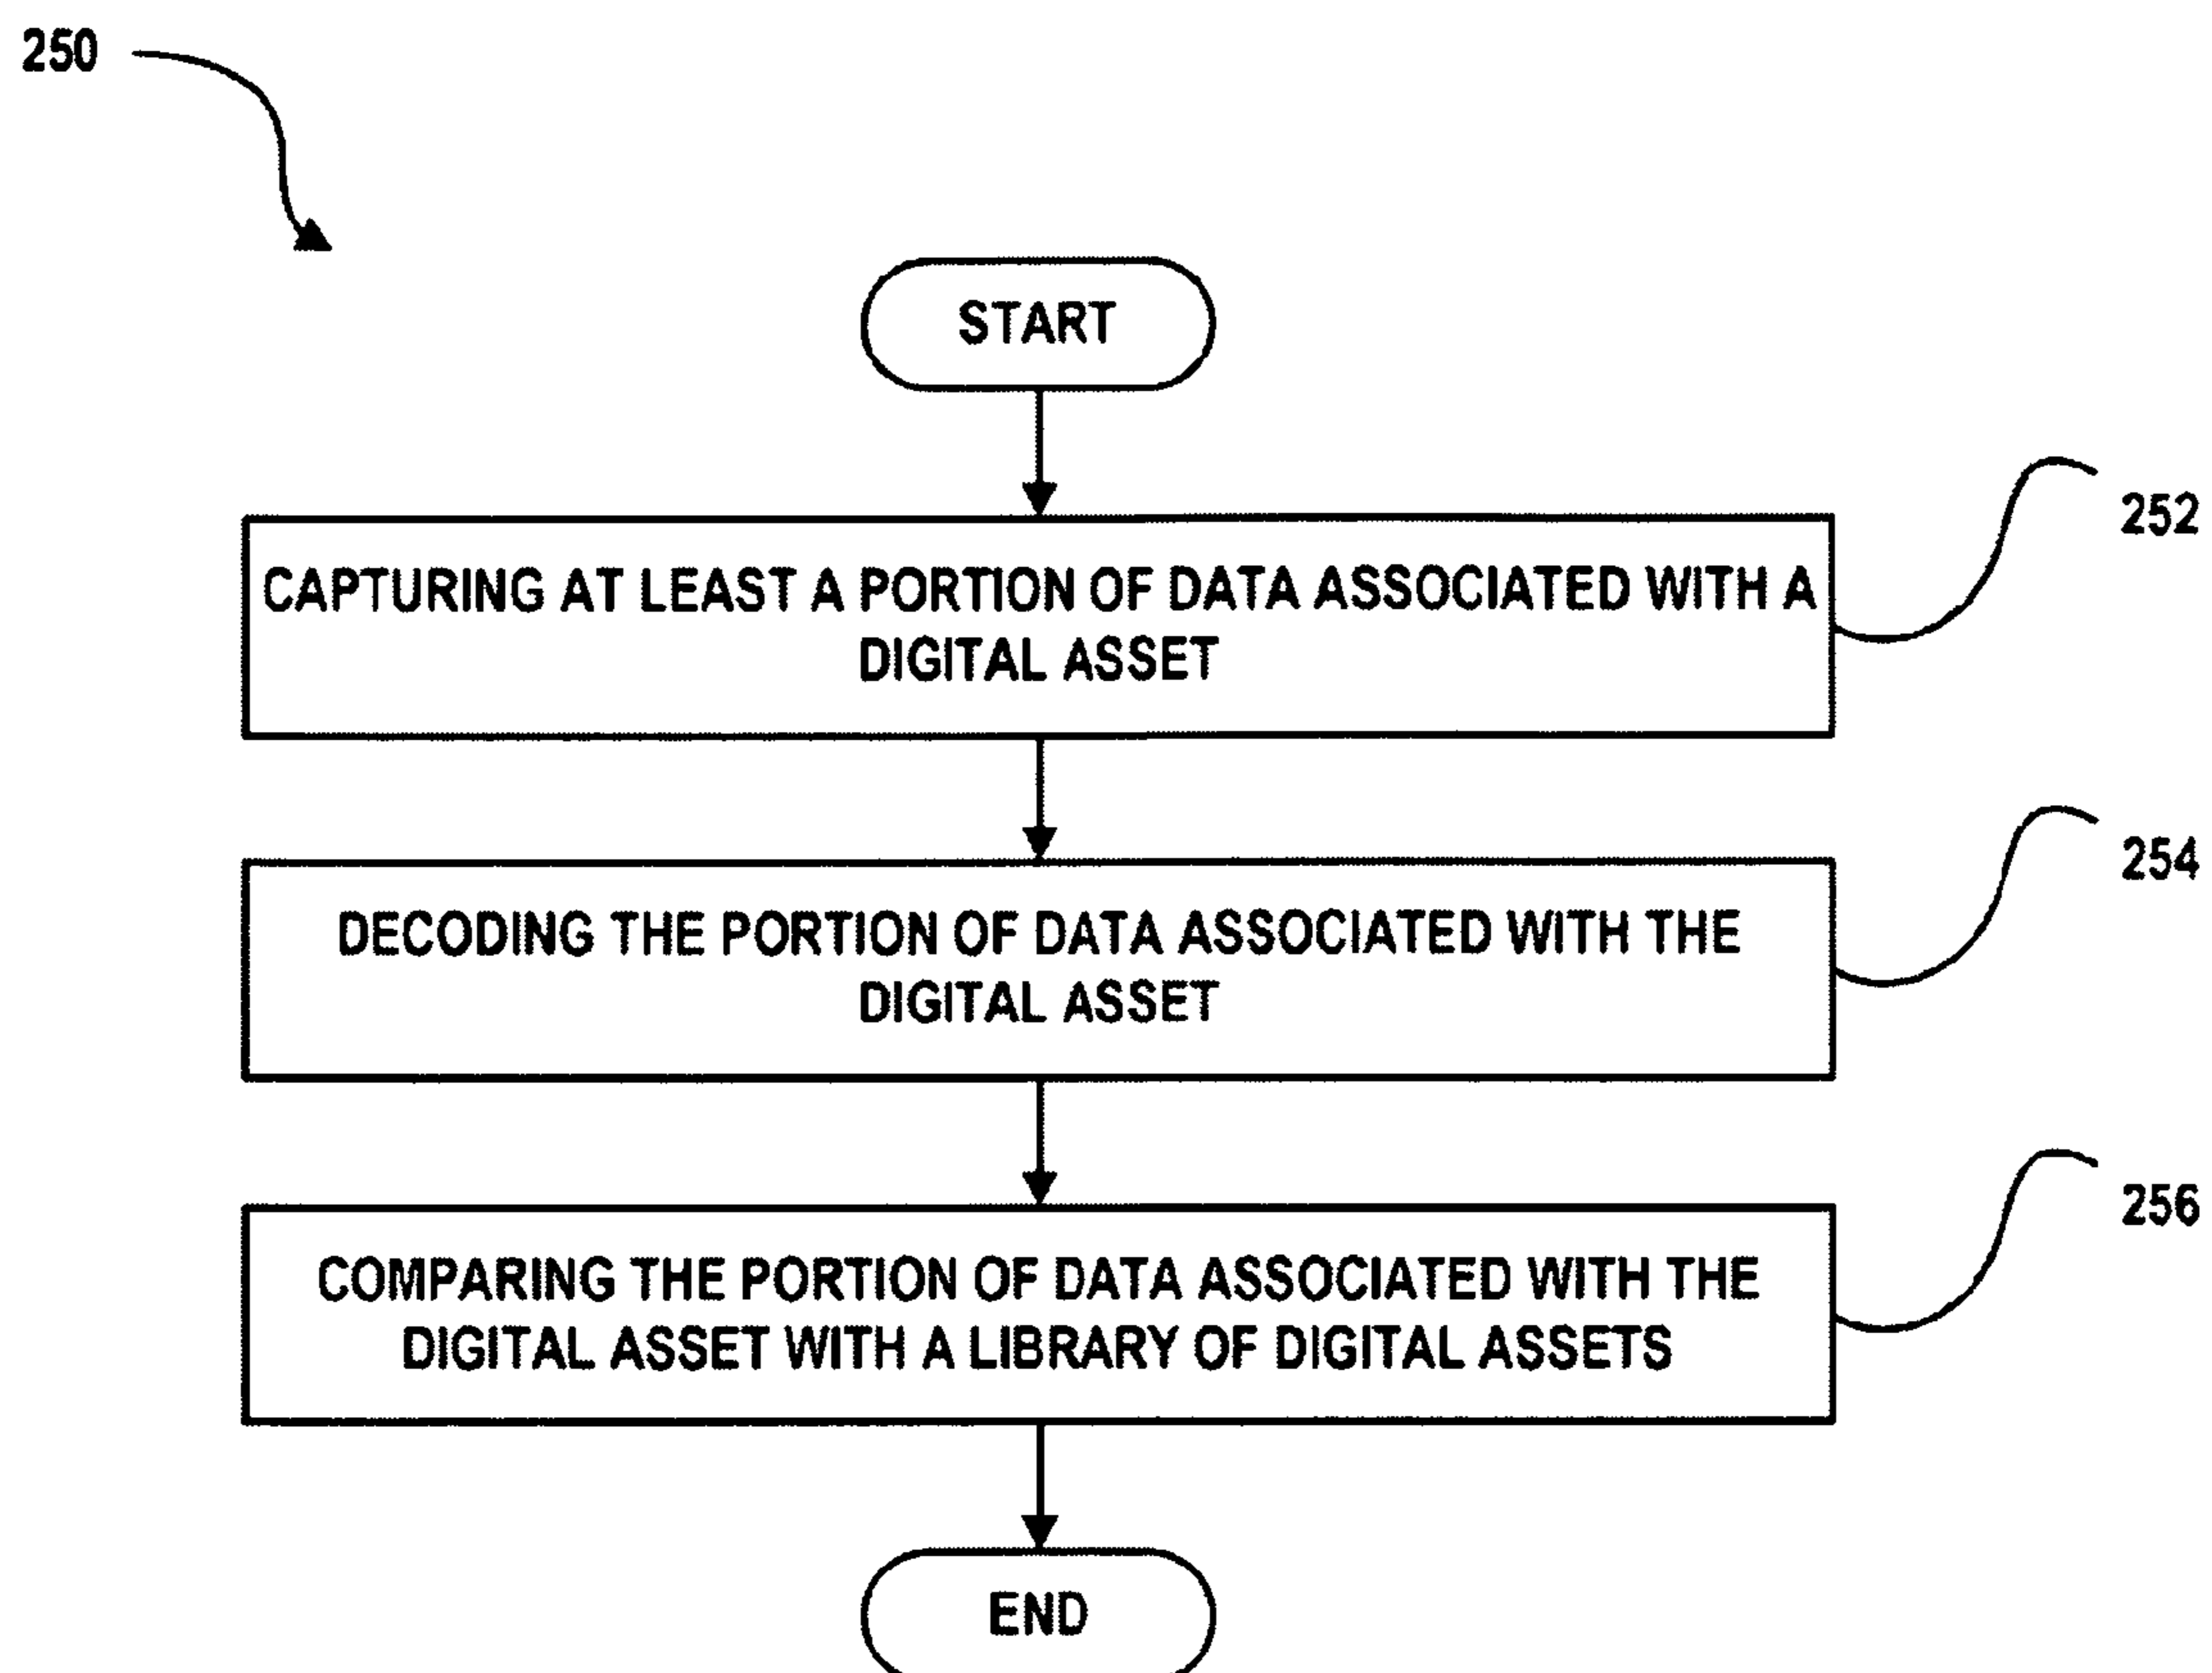 250
START
252
CAPTURING AT LEAST A PORTION OF DATA ASSOCIATED WITH A
DIGITAL ASSET
254
DECODING THE PORTION OF DATA ASSOCIATED WITH THE
DIGITAL ASSET
256
COMPARING THE PORTION OF DATA ASSOCIATED WITH THE
DIGITAL ASSET WITH A LIBRARY OF DIGITAL ASSETS
END